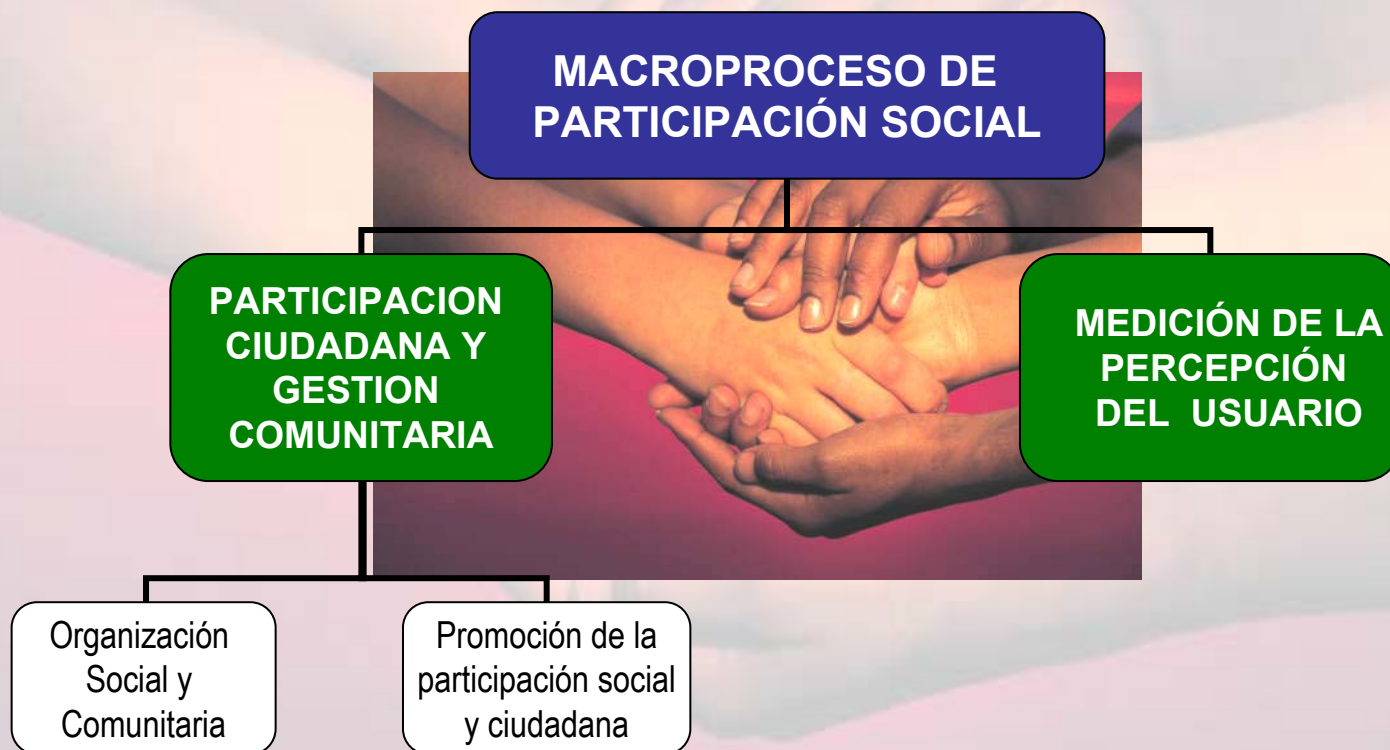 MACROPROCESO DE
PARTICIPACIÓN SOCIAL
PARTICIPACION
CIUDADANA Y
GESTION
COMUNITARIA
MEDICIÓN DE LA
PERCEPCIÓN
DEL USUARIO
Organización
Social y
Comunitaria
Promoción de la
participación social
y ciudadana